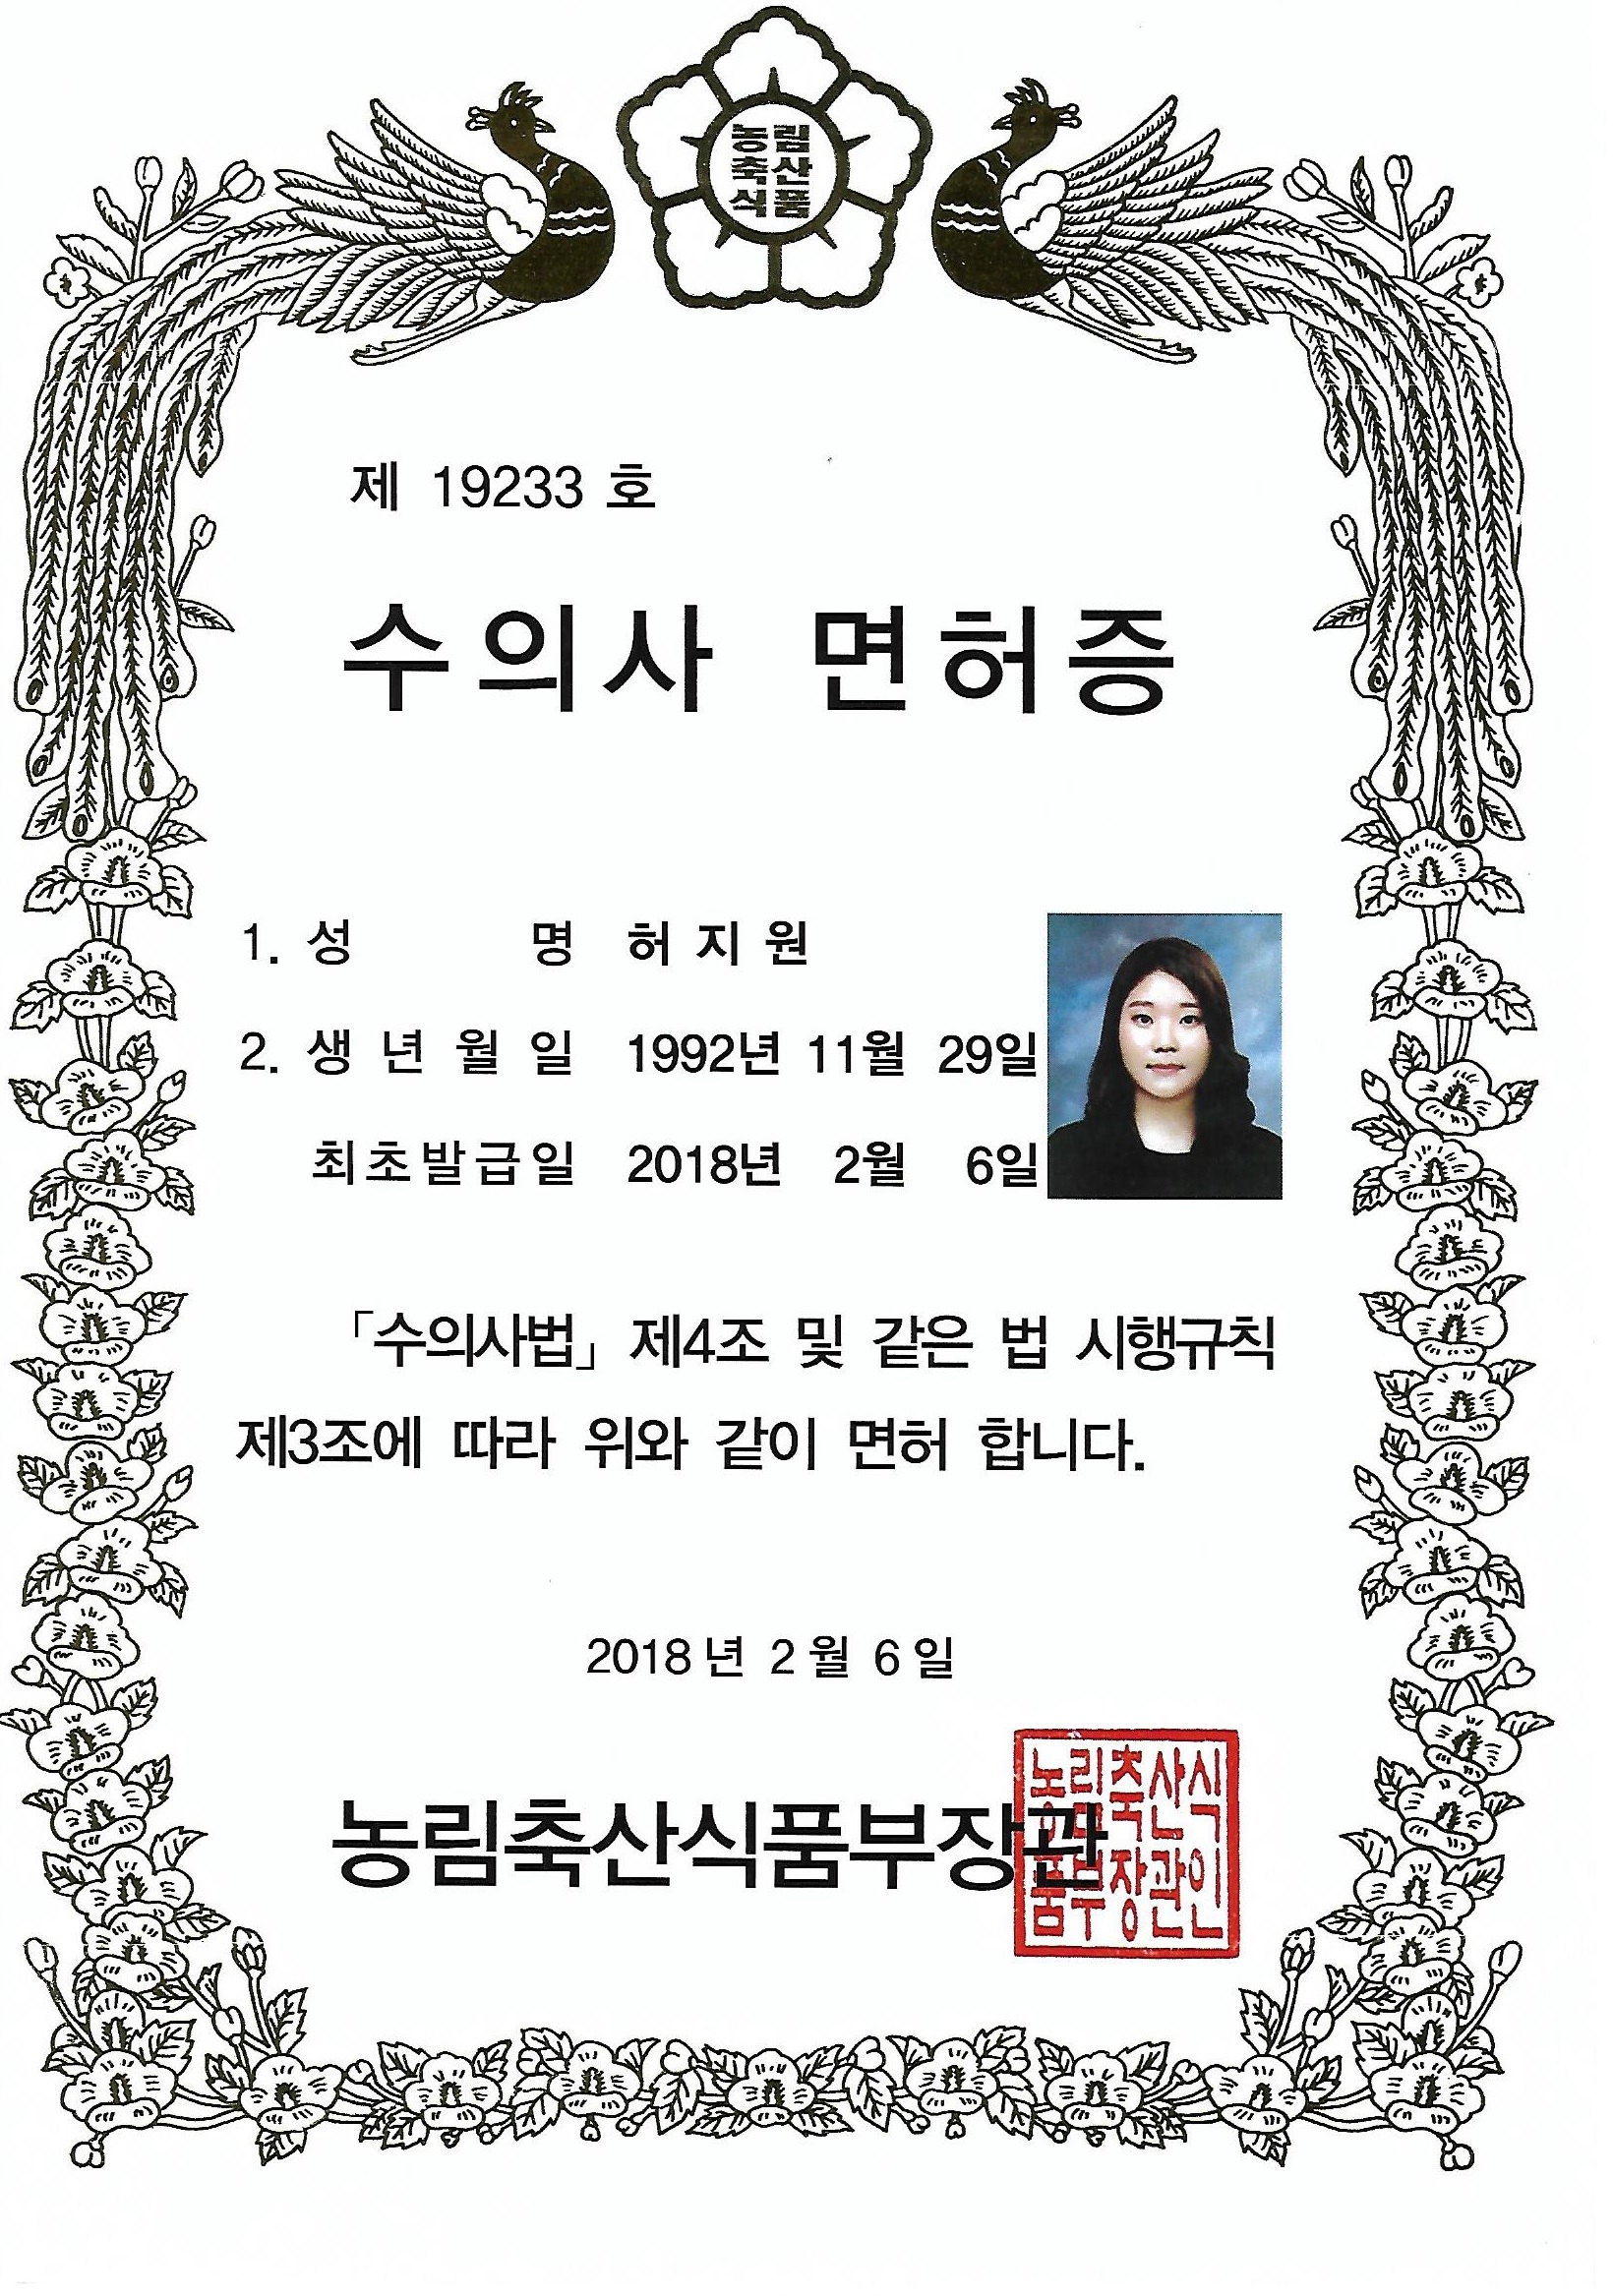 농림
축산
식품
제 19233 호
수의사 면허증
1. 성 명 허 지 원
2. 생 년 월 일 1992년 11월 29일
최초발급일 2018년 2월 6일
「수의사법」 제4조 및 같은 법 시행규칙
제3조에 따라 위와 같이 면허 합니다.
2018년 2월 6일
농림축산식품부장관
농림축산식
품부장관인